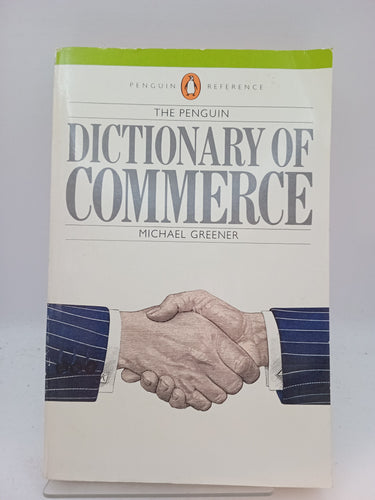 PENGUIN REFERENCE
THE PENGUIN
DICTIONARY OF
COMMERCE
MICHAEL GREENER